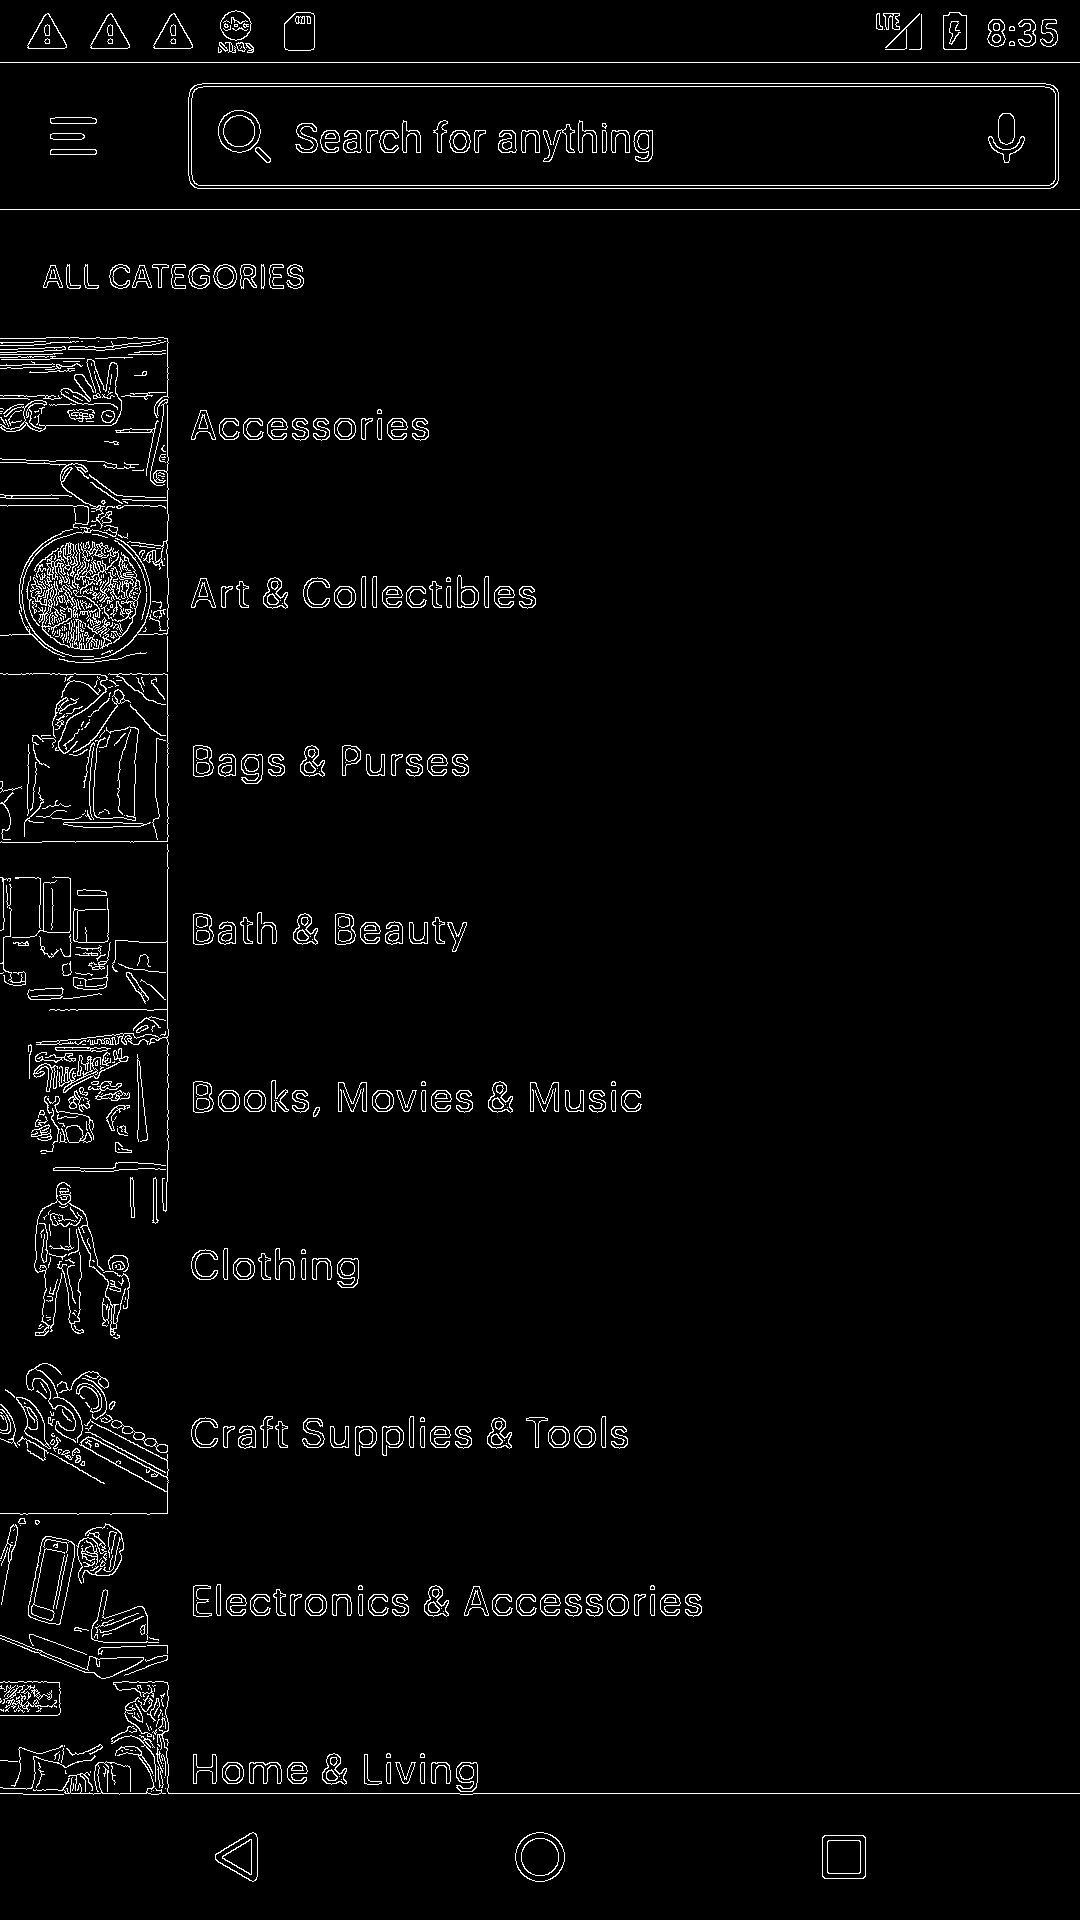 abc NEWS
LTE
8:35
Search for anything
ALL CATEGORIES
Accessories
Art & Collectibles
Bags & Purses
Bath & Beauty
Michigan
Books, Movies & Music
Clothing
Craft Supplies & Tools
Electronics & Accessories
Home & Living